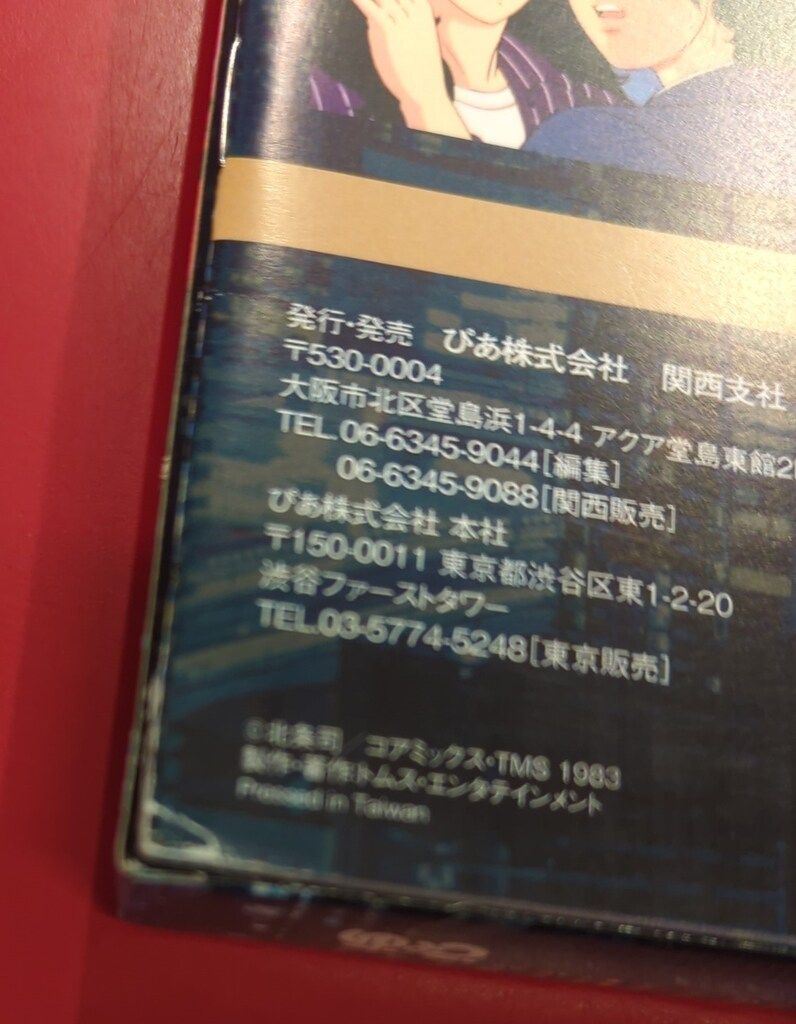 発行・発売 ぴあ株式会社 関西支社
〒530-0004
大阪市北区堂島浜1-4-4 アクア堂島東館
TEL.06-6345-9044[編集]
06-6345-9088[関西販売]
ぴあ株式会社 本社
〒150-0011 東京都渋谷区東1-2-20
渋谷ファーストタワー
TEL.03-5774-5248[東京販売]
©北条司/コアミックス・TMS 1983
製作・著作トムス・エンタテインメント
Pressed in Taiwan